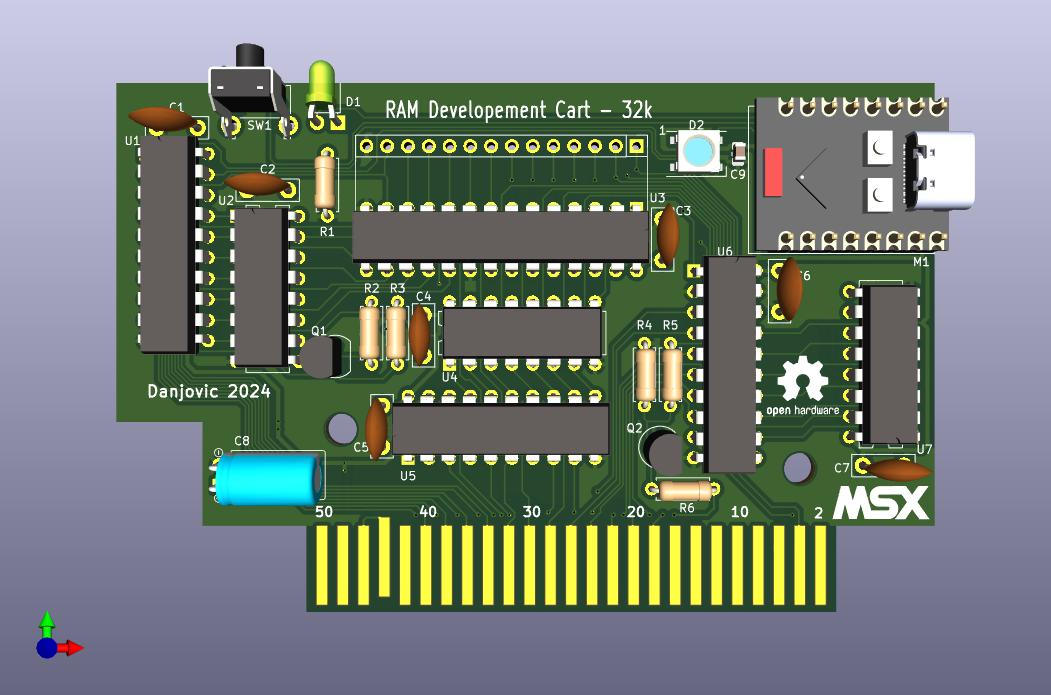 C1
D1
RAM Developement Cart - 32k
SW1
1
D2
U1
C2
C9
U2
U3
C3
R1
U6
M1
R2
R3
C4
C6
Q1
R4
R5
U4
Danjovic 2024
open hardware
Q2
C8
C5
U7
U5
C7
MSX
R6
50
40
30
20
10
2